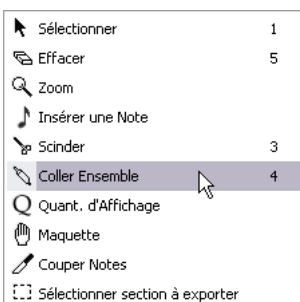 Sélectionner 1
Effacer 5
Zoom
Insérer une Note
Scinder 3
Coller Ensemble 4
Q Quant. d'Affichage
Maquette
Couper Notes
Sélectionner section à exporter